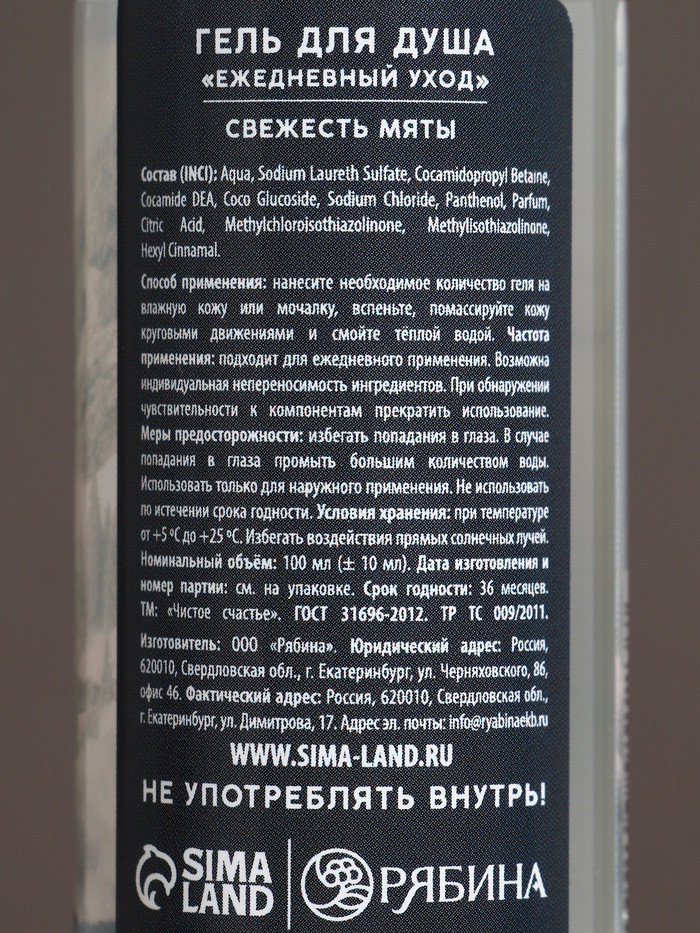 ГЕЛЬ ДЛЯ ДУША
«ЕЖЕДНЕВНЫЙ УХОД»
СВЕЖЕСТЬ МЯТЫ
Состав (INCI): Aqua, Sodium Laureth Sulfate, Cocamidopropyl Betaine,
Cocamide DEA, Coco Glucoside, Sodium Chloride, Panthenol, Parfum,
Citric Acid, Methylchloroisothiazolinone, Methylisothiazolinone,
Hexyl Cinnamal.
Способ применения: нанесите необходимое количество геля на
влажную кожу или мочалку, вспеньте, помассируйте кожу
круговыми движениями и смойте тёплой водой. Частота
применения: подходит для ежедневного применения. Возможна
индивидуальная непереносимость ингредиентов. При обнаружении
чувствительности к компонентам прекратить использование.
Меры предосторожности: избегать попадания в глаза. В случае
попадания в глаза промыть большим количеством воды.
Использовать только для наружного применения. Не использовать
по истечении срока годности. Условия хранения: при температуре
от +5 ºС до +25 ºС. Избегать воздействия прямых солнечных лучей.
Номинальный объём: 100 мл (± 10 мл). Дата изготовления и
номер партии: см. на упаковке. Срок годности: 36 месяцев.
ТМ: «Чистое счастье». ГОСТ 31696-2012. ТР ТС 009/2011.
Изготовитель: ООО «Рябина». Юридический адрес: Россия,
620010, Свердловская обл., г. Екатеринбург, ул. Черняховского, 86,
офис 46. Фактический адрес: Россия, 620010, Свердловская обл.,
г. Екатеринбург, ул. Димитрова, 17. Адрес эл. почты: info@ryabinaekb.ru
WWW.SIMA-LAND.RU
НЕ УПОТРЕБЛЯТЬ ВНУТРЬ!
SIMA
LAND
РЯБИНА